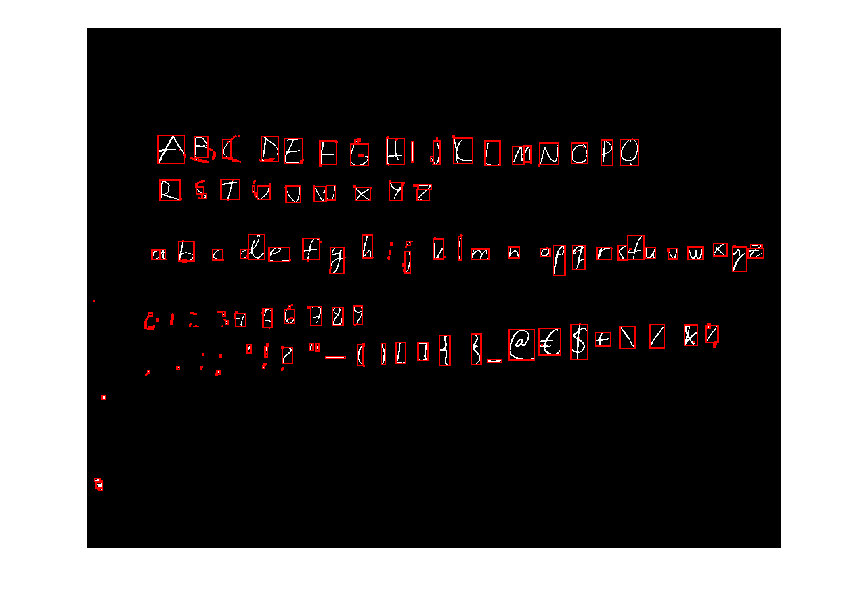 A B C D E F G H I J K L M N O P Q
R S T U V W X Y Z
a b c d e f g h i j k l m n o p q r s t u v w x y z
0 1 2 3 4 5 6 7 8 9
, . : ; ' ! ? " - ( ) [ ] { } _ @ € $ + \ / & %